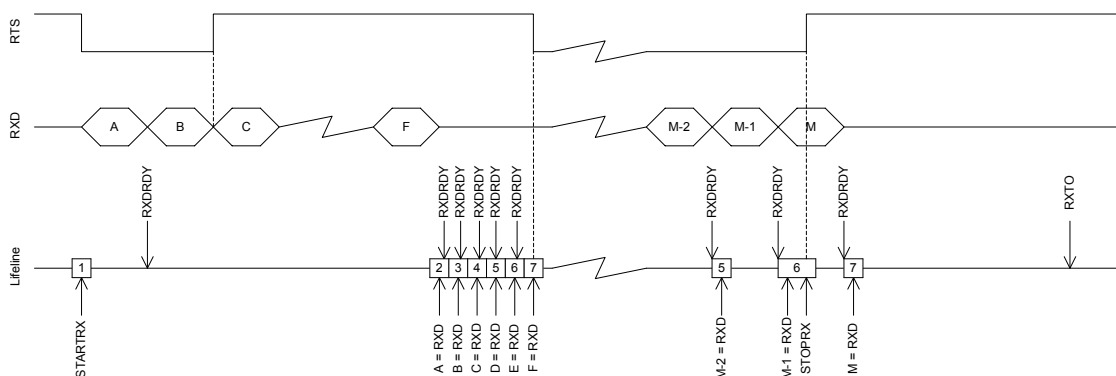 RTS
RXD
A
B
C
F
M-2
M-1
M
RXDRDY
RXDRDY
RXDRDY
RXDRDY
RXDRDY
RXDRDY
RXDRDY
RXDRDY
RXDRDY
RXTO
Lifeline
1
2
3
4
5
6
7
5
6
7
STARTRX
A = RXD
B = RXD
C = RXD
D = RXD
E = RXD
F = RXD
M-2 = RXD
M-1 = RXD
STOPRX
M = RXD